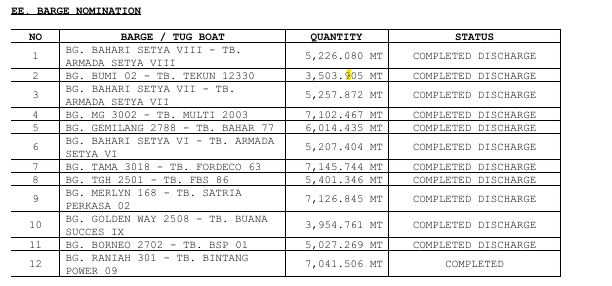 EE. BARGE NOMINATION
NO BARGE / TUG BOAT QUANTITY STATUS
1 BG. BAHARI SETYA VIII - TB. ARMADA SETYA VIII 5,226.080 MT COMPLETED DISCHARGE
2 BG. BUMI 02 - TB. TEKUN 12330 3,503.905 MT COMPLETED DISCHARGE
3 BG. BAHARI SETYA VII - TB. ARMADA SETYA VII 5,257.872 MT COMPLETED DISCHARGE
4 BG. MG 3002 - TB. MULTI 2003 7,102.467 MT COMPLETED DISCHARGE
5 BG. GEMILANG 2788 - TB. BAHAR 77 6,014.435 MT COMPLETED DISCHARGE
6 BG. BAHARI SETYA VI - TB. ARMADA SETYA VI 5,207.404 MT COMPLETED DISCHARGE
7 BG. TAMA 3018 - TB. FORDECO 63 7,145.744 MT COMPLETED DISCHARGE
8 BG. TGH 2501 - TB. FBS 86 5,401.346 MT COMPLETED DISCHARGE
9 BG. MERLYN 168 - TB. SATRIA PERKASA 02 7,126.845 MT COMPLETED DISCHARGE
10 BG. GOLDEN WAY 2508 - TB. BUANA SUCCES IX 3,954.761 MT COMPLETED DISCHARGE
11 BG. BORNEO 2702 - TB. BSP 01 5,027.269 MT COMPLETED DISCHARGE
12 BG. RANIAH 301 - TB. BINTANG POWER 09 7,041.506 MT COMPLETED